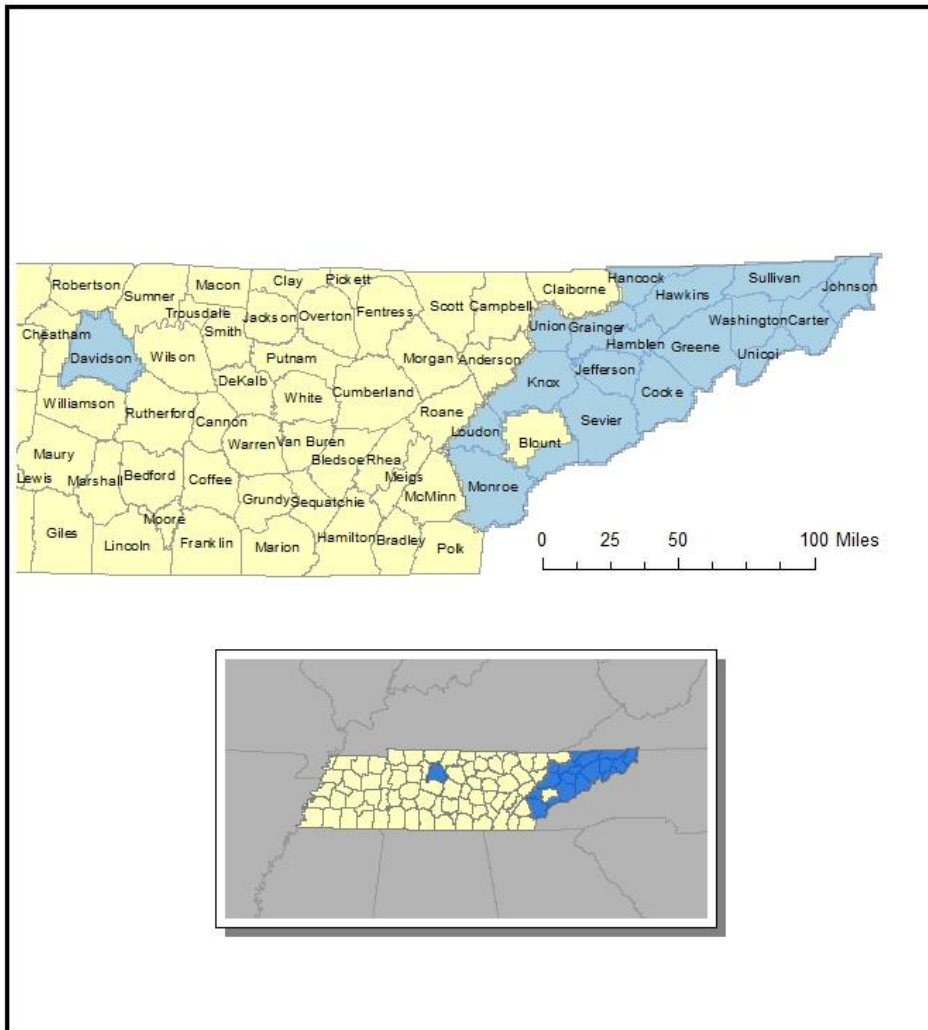 Robertson
Sumner
Macon
Clay
Pickett
Scott
Campbell
Claiborne
Hancock
Hawkins
Sullivan
Johnson
Cheatham
Davidson
Wilson
Trousdale
Smith
Jackson
Overton
Fentress
Union
Grainger
Hamblen
Washington
Carter
Greene
Unicoi
Putnam
Morgan
Anderson
Knox
Jefferson
Cocke
DeKalb
White
Cumberland
Williamson
Rutherford
Cannon
Roane
Loudon
Blount
Sevier
Maury
Lewis
Marshall
Bedford
Coffee
Warren
Van Buren
Bledsoe
Rhea
Meigs
McMinn
Monroe
Grundy
Sequatchie
Giles
Lincoln
Moore
Franklin
Marion
Hamilton
Bradley
Polk
0 25 50 100 Miles